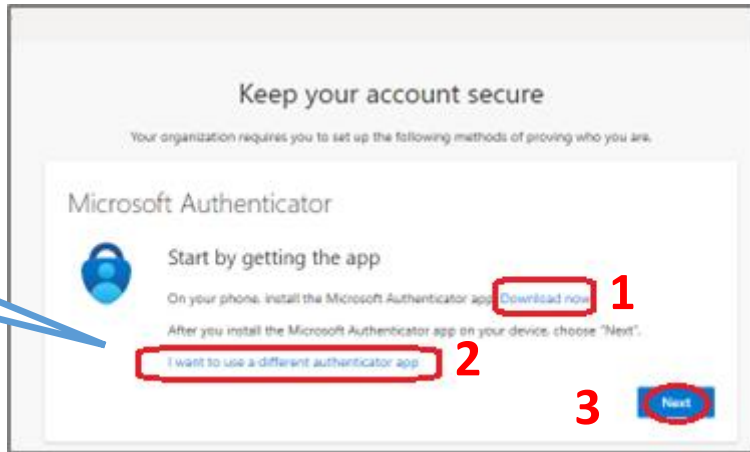 Keep your account secure
Your organization requires you to set up the following methods of proving who you are.
Microsoft Authenticator
Start by getting the app
On your phone, install the Microsoft Authenticator app. Download now 1
After you install the Microsoft Authenticator app on your device, choose "Next".
I want to use a different authenticator app 2
3 Next